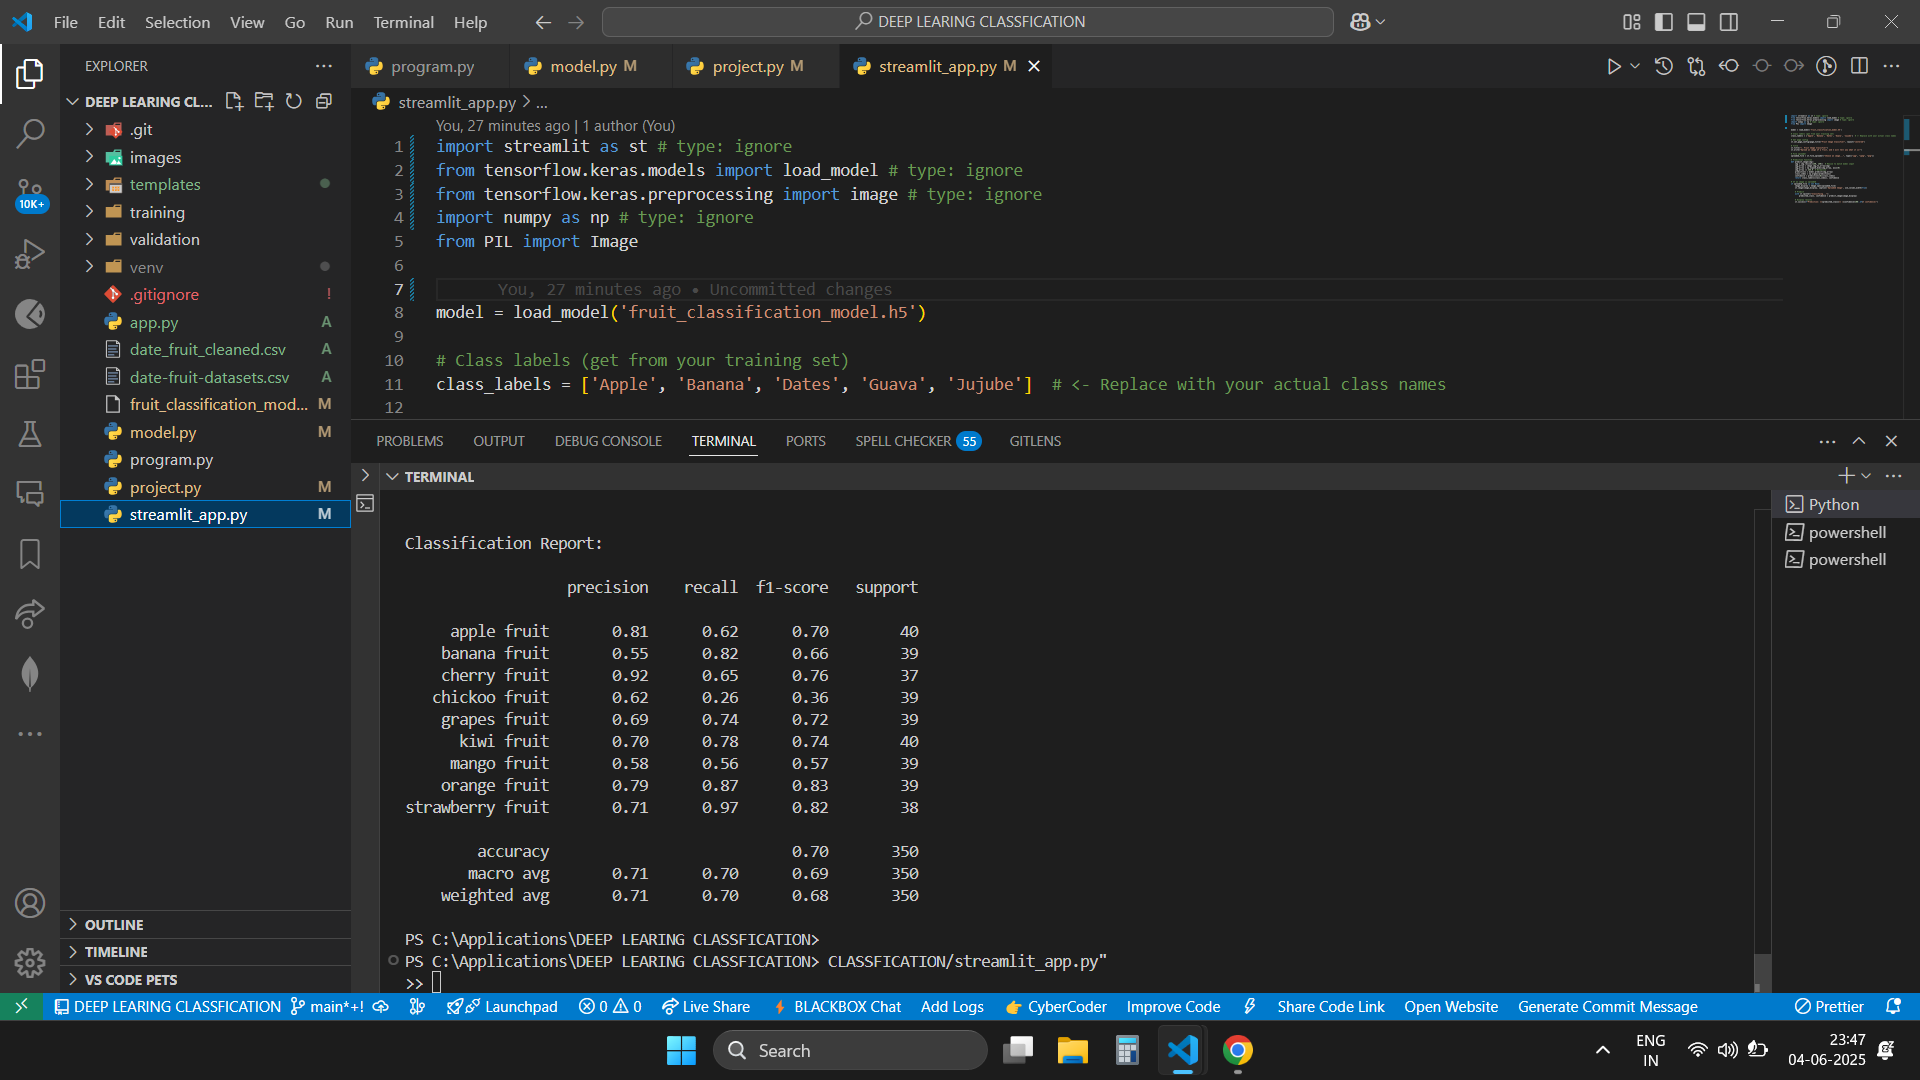 File Edit Selection View Go Run Terminal Help
DEEP LEARING CLASSFICATION
EXPLORER
program.py
model.py M
project.py M
streamlit_app.py M
DEEP LEARING CL...
.git
images
templates
training
validation
venv
.gitignore !
app.py A
date_fruit_cleaned.csv A
date-fruit-datasets.csv A
fruit_classification_mod... M
model.py M
program.py
project.py M
streamlit_app.py M
OUTLINE
TIMELINE
VS CODE PETS
10K+
streamlit_app.py > ...
You, 27 minutes ago | 1 author (You)
1 import streamlit as st # type: ignore
2 from tensorflow.keras.models import load_model # type: ignore
3 from tensorflow.keras.preprocessing import image # type: ignore
4 import numpy as np # type: ignore
5 from PIL import Image
6
7 You, 27 minutes ago • Uncommitted changes
8 model = load_model('fruit_classification_model.h5')
9
10 # Class labels (get from your training set)
11 class_labels = ['Apple', 'Banana', 'Dates', 'Guava', 'Jujube'] # <- Replace with your actual class names
12
PROBLEMS OUTPUT DEBUG CONSOLE TERMINAL PORTS SPELL CHECKER 55 GITLENS
TERMINAL
Python
powershell
powershell
Classification Report:
precision recall f1-score support
apple fruit 0.81 0.62 0.70 40
banana fruit 0.55 0.82 0.66 39
cherry fruit 0.92 0.65 0.76 37
chickoo fruit 0.62 0.26 0.36 39
grapes fruit 0.69 0.74 0.72 39
kiwi fruit 0.70 0.78 0.74 40
mango fruit 0.58 0.56 0.57 39
orange fruit 0.79 0.87 0.83 39
strawberry fruit 0.71 0.97 0.82 38
accuracy 0.70 350
macro avg 0.71 0.70 0.69 350
weighted avg 0.71 0.70 0.68 350
PS C:\Applications\DEEP LEARING CLASSFICATION>
PS C:\Applications\DEEP LEARING CLASSFICATION> CLASSFICATION/streamlit_app.py"
>>
DEEP LEARING CLASSFICATION main*+! Launchpad 0 0 Live Share BLACKBOX Chat Add Logs CyberCoder Improve Code Share Code Link Open Website Generate Commit Message Prettier
Search
ENG
IN
23:47
04-06-2025